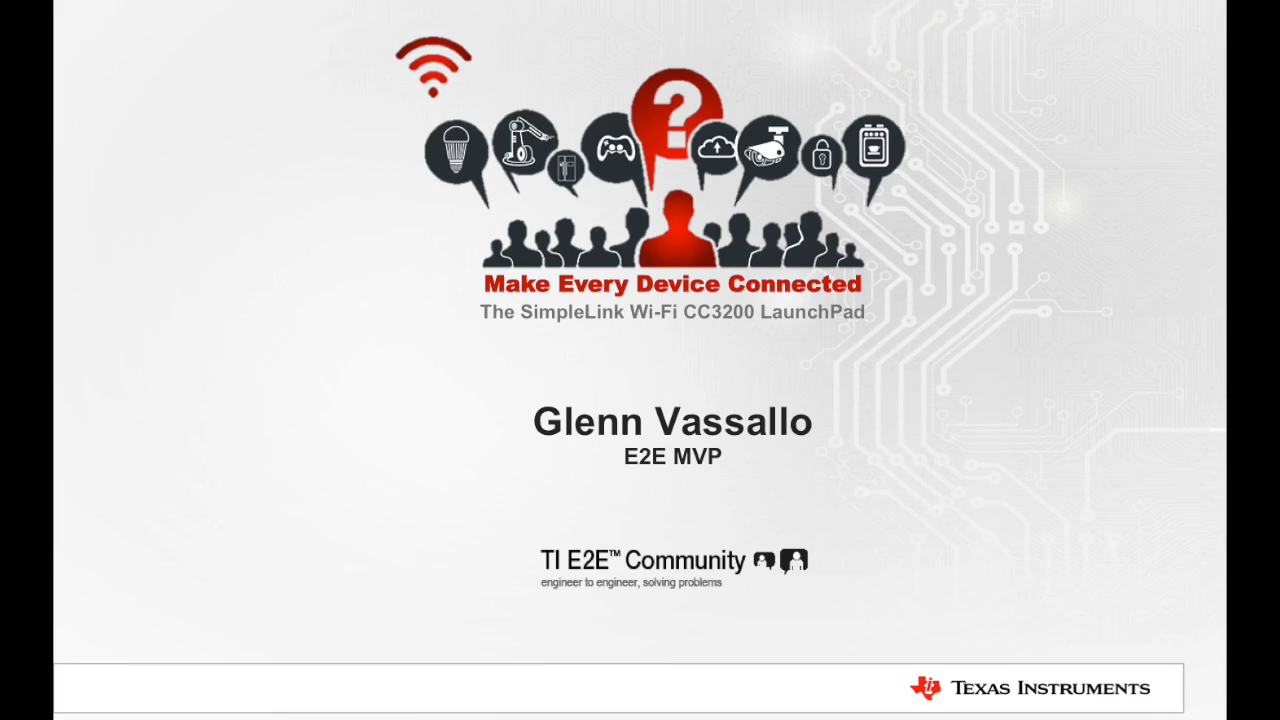 ?
Make Every Device Connected
The SimpleLink Wi-Fi CC3200 LaunchPad
Glenn Vassallo
E2E MVP
TI E2E™ Community
engineer to engineer, solving problems
TEXAS INSTRUMENTS